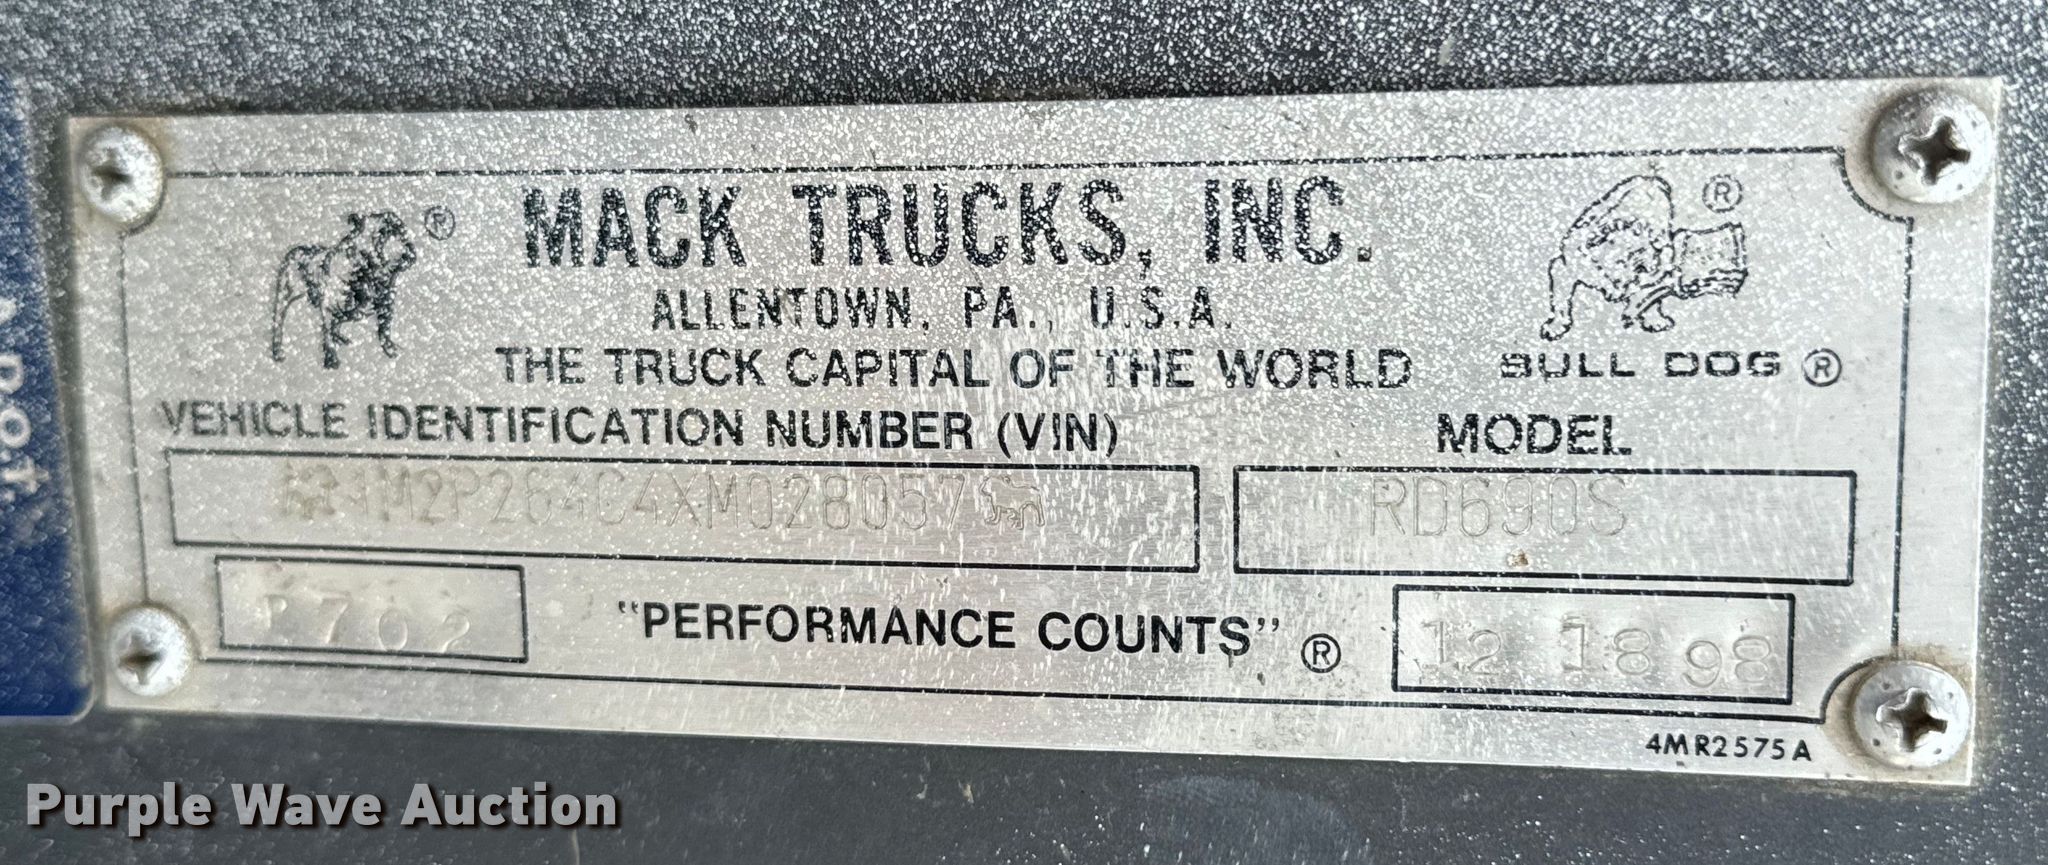 MACK TRUCKS, INC.
ALLENTOWN, PA., U.S.A.
THE TRUCK CAPITAL OF THE WORLD
BULL DOG ®
VEHICLE IDENTIFICATION NUMBER (VIN)
MODEL
1M2P264C4XM028057
RD690S
P702
"PERFORMANCE COUNTS" ®
12 18 98
4MR2575A
Purple Wave Auction